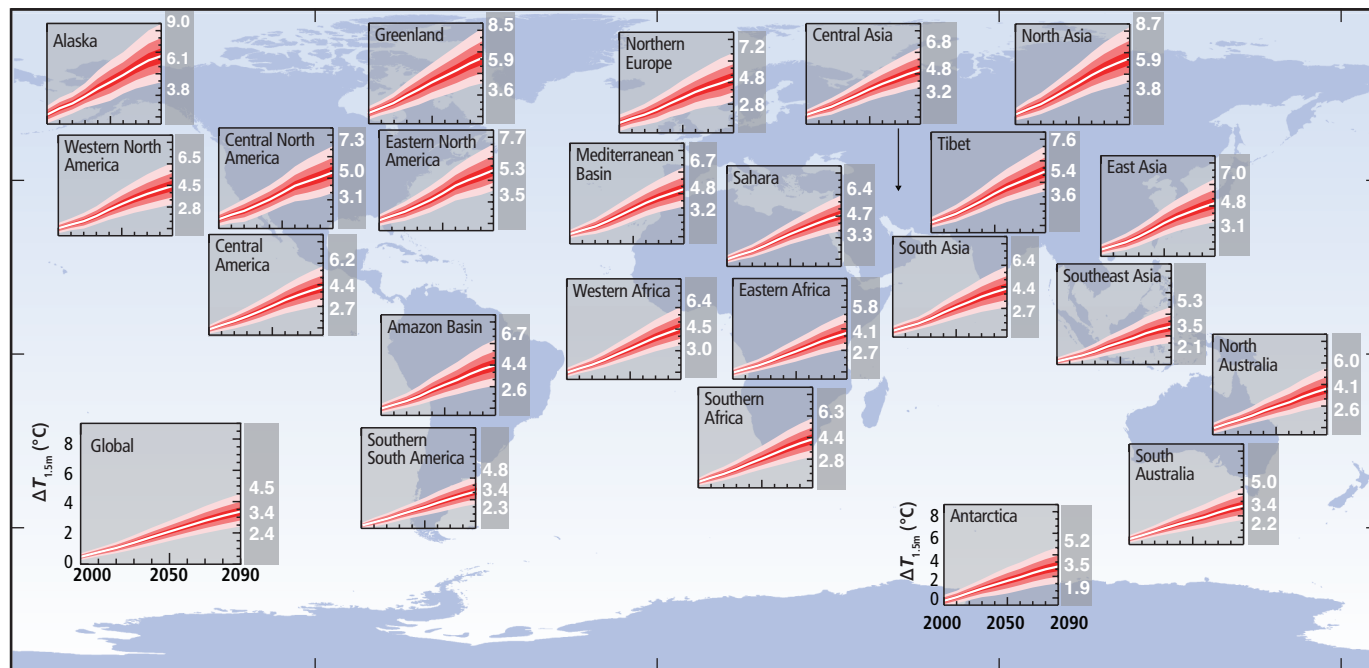 Alaska
9.0
6.1
3.8
Greenland
8.5
5.9
3.6
Northern
Europe
7.2
4.8
2.8
Central Asia
6.8
4.8
3.2
North Asia
8.7
5.9
3.8
Western North
America
6.5
4.5
2.8
Central North
America
7.3
5.0
3.1
Eastern North
America
7.7
5.3
3.5
Mediterranean
Basin
6.7
4.8
3.2
Sahara
6.4
4.7
3.3
Tibet
7.6
5.4
3.6
East Asia
7.0
4.8
3.1
Central
America
6.2
4.4
2.7
South Asia
6.4
4.4
2.7
Southeast Asia
5.3
3.5
2.1
Western Africa
6.4
4.5
3.0
Eastern Africa
5.8
4.1
2.7
Amazon Basin
6.7
4.4
2.6
North
Australia
6.0
4.1
2.6
Southern
Africa
6.3
4.4
2.8
Global
ΔT1.5m (°C)
8
6
4
2
0
2000 2050 2090
4.5
3.4
2.4
Southern
South America
4.8
3.4
2.3
South
Australia
5.0
3.4
2.2
Antarctica
ΔT1.5m (°C)
8
6
4
2
0
2000 2050 2090
5.2
3.5
1.9